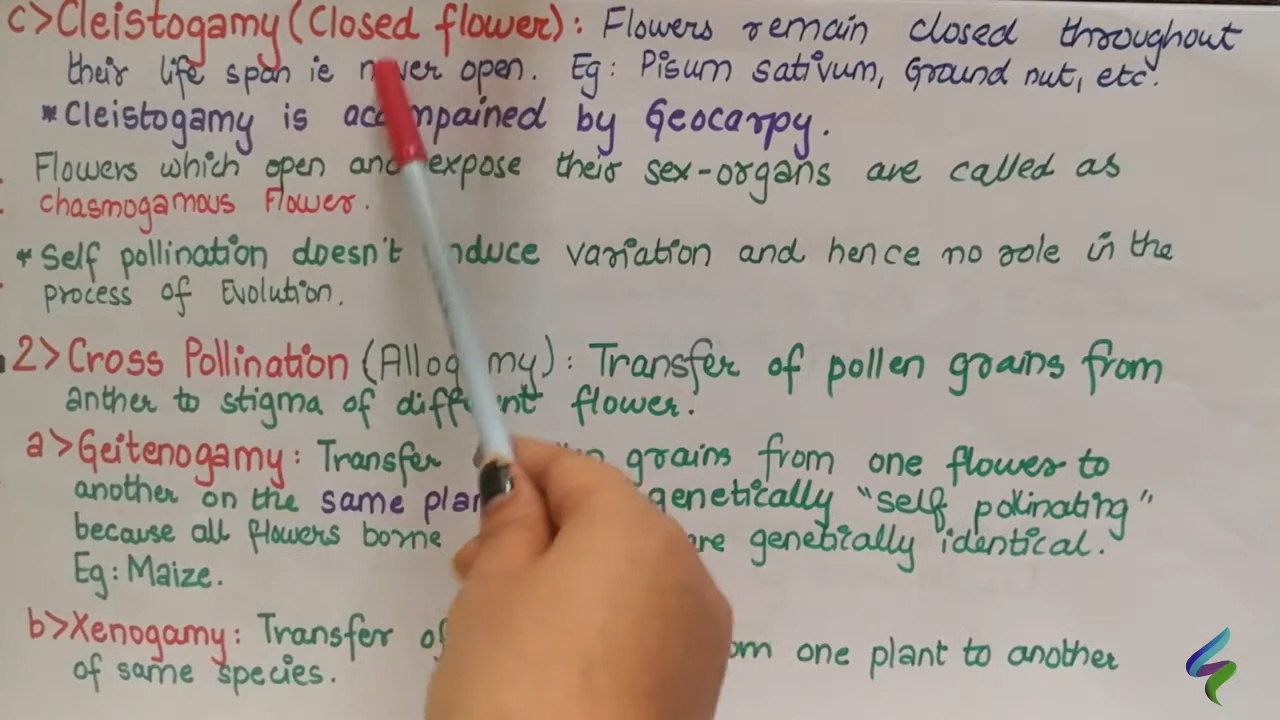 c>Cleistogamy (Closed flower): Flowers remain closed throughout
their life span ie never open. Eg: Pisum sativum, Ground nut, etc.
*Cleistogamy is accompained by Geocarpy.
Flowers which open and expose their sex-organs are called as
chasmogamous Flower.
* Self pollination doesn't induce variation and hence no role in the
process of Evolution.
2> Cross Pollination (Allogamy): Transfer of pollen grains from
anther to stigma of different flower.
a> Geitenogamy: Transfer grains from one flower to
another on the same plant genetically "self pollinating"
because all flowers borne are genetically identical.
Eg: Maize.
b> Xenogamy: Transfer of from one plant to another
of same species.